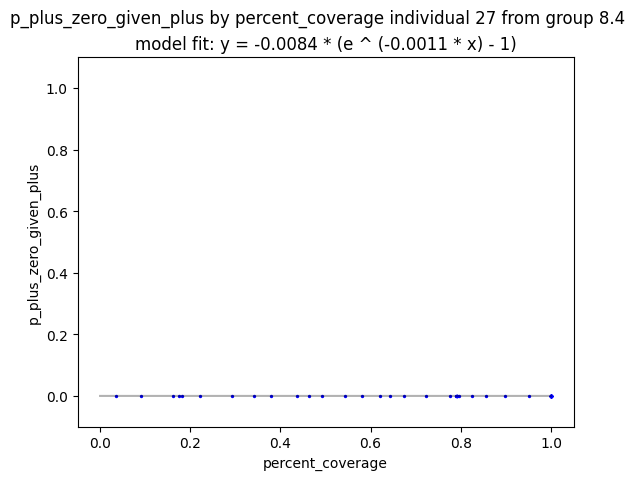 p_plus_zero_given_plus by percent_coverage individual 27 from group 8.4
model fit: y = -0.0084 * (e ^ (-0.0011 * x) - 1)
1.0
0.8
0.6
0.4
0.2
0.0
p_plus_zero_given_plus
0.0 0.2 0.4 0.6 0.8 1.0
percent_coverage